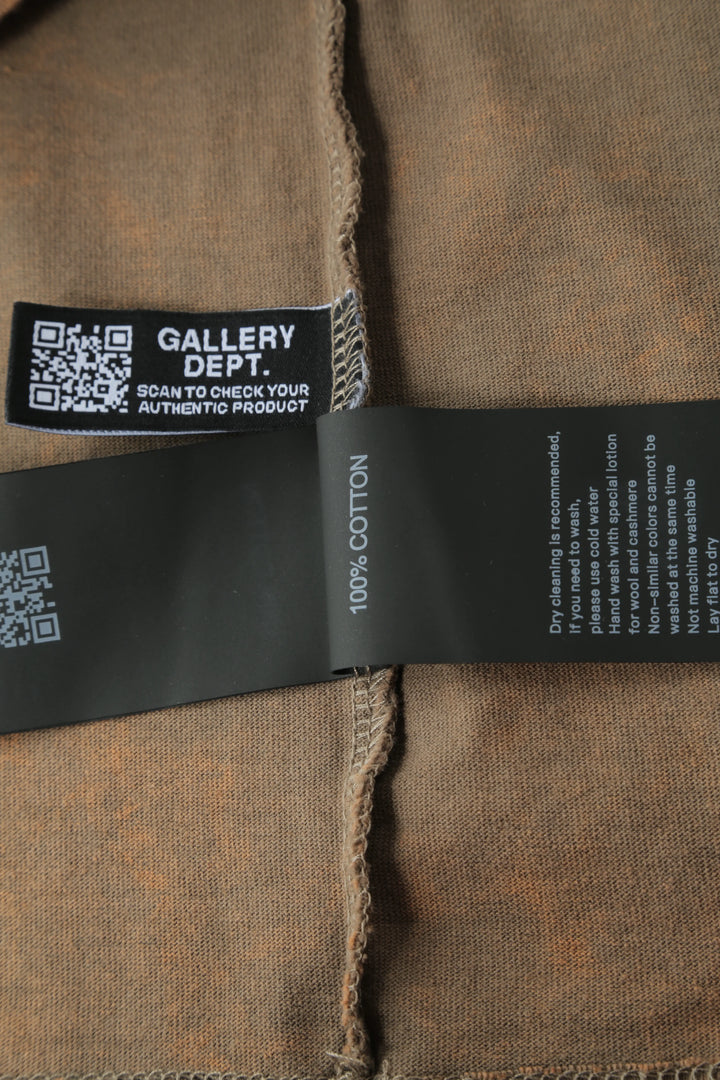 GALLERY
DEPT.
SCAN TO CHECK YOUR
AUTHENTIC PRODUCT
100% COTTON
Dry cleaning is recommended,
If you need to wash,
please use cold water
Hand wash with special lotion
for wool and cashmere
Non-similar colors cannot be
washed at the same time
Not machine washable
Lay flat to dry